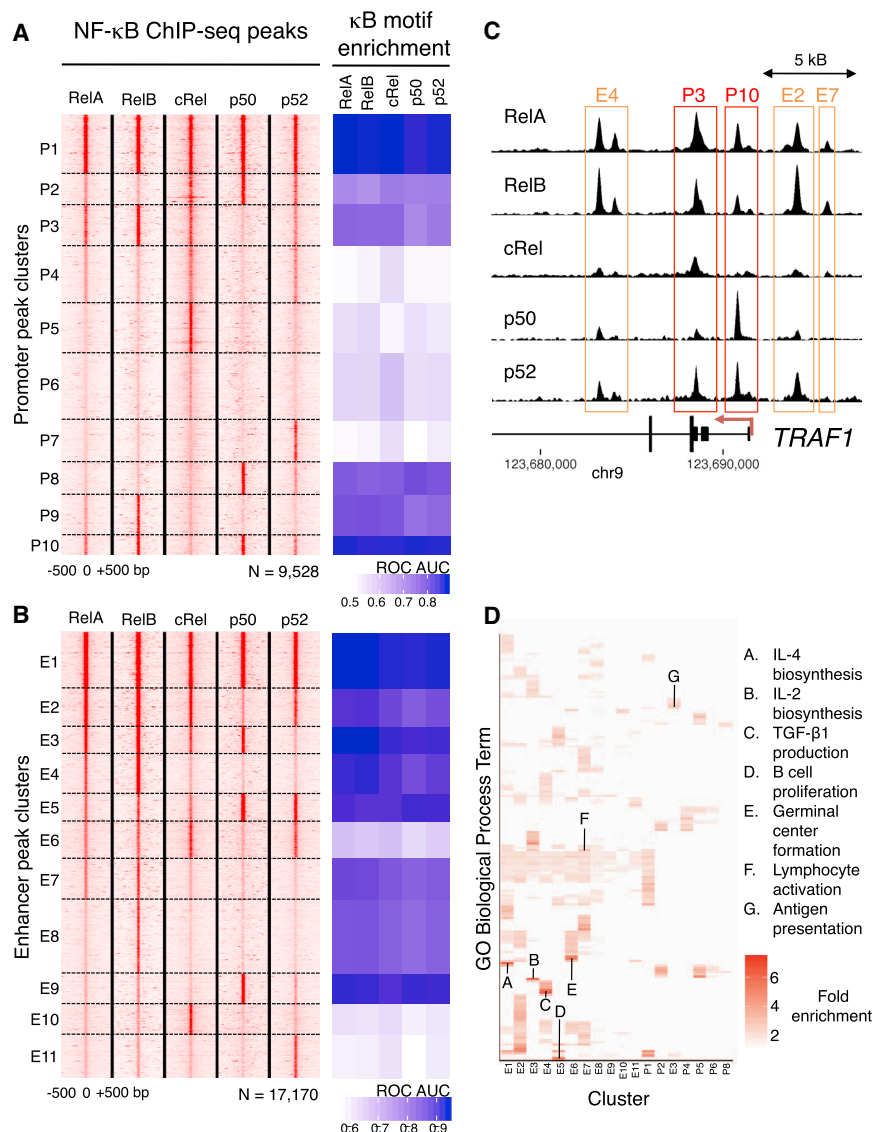 A
NF-κB ChIP-seq peaks
κB motif
enrichment
RelA RelB cRel p50 p52
RelA RelB cRel p50 p52
Promoter peak clusters
P1
P2
P3
P4
P5
P6
P7
P8
P9
P10
-500 0 +500 bp
N = 9,528
ROC AUC
0.5 0.6 0.7 0.8
B
RelA RelB cRel p50 p52
Enhancer peak clusters
E1
E2
E3
E4
E5
E6
E7
E8
E9
E10
E11
-500 0 +500 bp
N = 17,170
ROC AUC
0.6 0.7 0.8 0.9
C
5 kB
E4 P3 P10 E2 E7
RelA
RelB
cRel
p50
p52
TRAF1
123,680,000 123,690,000
chr9
D
GO Biological Process Term
G
F
A
B
C
D
E
E1 E2 E3 E4 E5 E6 E7 E8 E9 E10 E11 P1 P2 E3 P4 P5 P6 P8
Cluster
A. IL-4
biosynthesis
B. IL-2
biosynthesis
C. TGF-β1
production
D. B cell
proliferation
E. Germinal
center
formation
F. Lymphocyte
activation
G. Antigen
presentation
6
4
2
Fold
enrichment